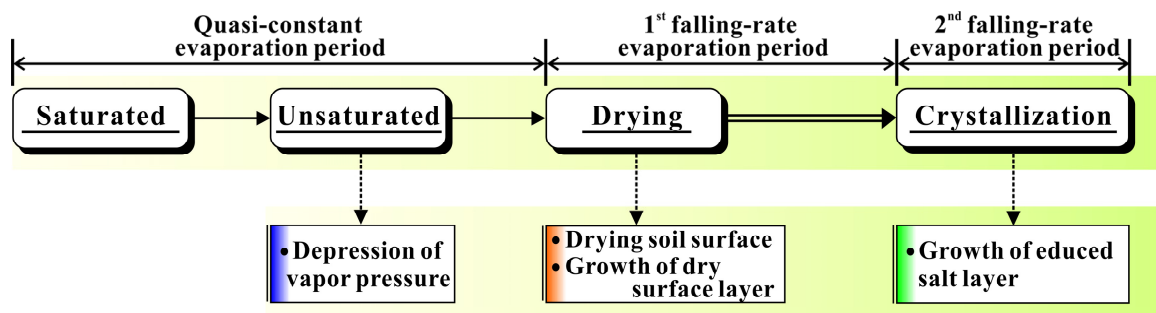 Quasi-constant
evaporation period
1st falling-rate
evaporation period
2nd falling-rate
evaporation period
Saturated
Unsaturated
Drying
Crystallization
• Depression of
vapor pressure
• Drying soil surface
• Growth of dry
surface layer
• Growth of educed
salt layer